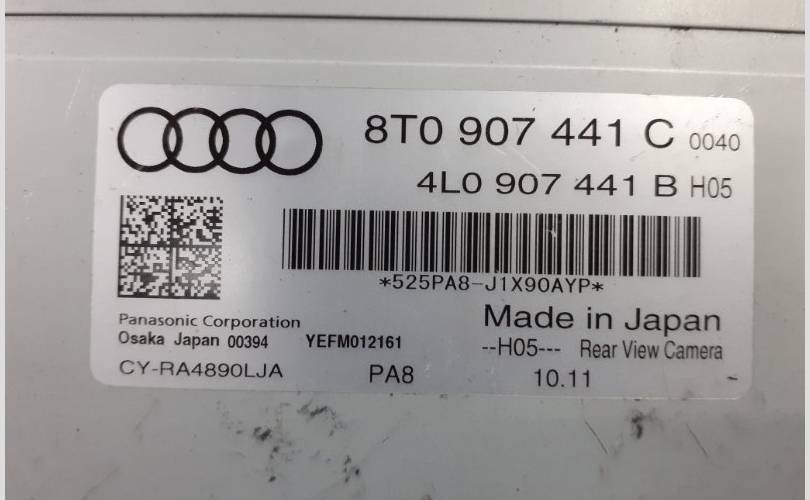 8T0 907 441 C 0040
4L0 907 441 B H05
*525PA8-J1X90AYP*
Panasonic Corporation
Made in Japan
Osaka Japan 00394 YEFM012161
--H05--- Rear View Camera
CY-RA4890LJA PA8 10.11